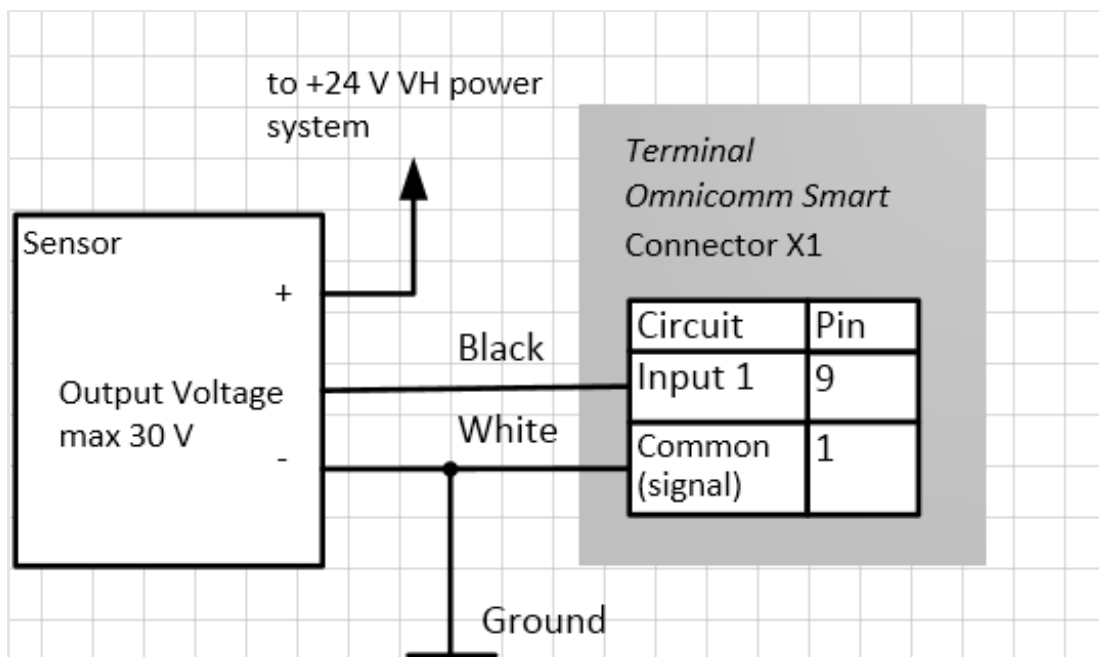 to +24 V VH power
system
Terminal
Omnicomm Smart
Connector X1
Sensor
+
Circuit Pin
Black
Input 1 9
Output Voltage
max 30 V
White
Common 1
(signal)
-
Ground